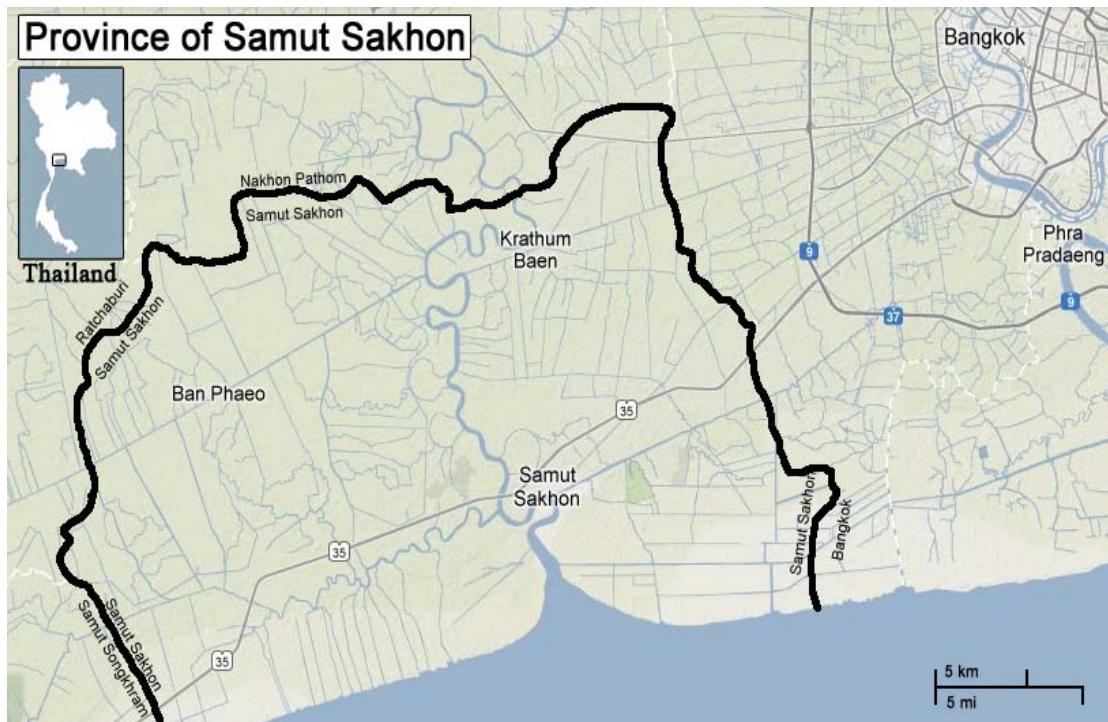 Province of Samut Sakhon
Bangkok
Thailand
Nakhon Pathom
Samut Sakhon
Krathum
Baen
Phra
Pradaeng
9
9
37
Ratchaburi
Samut Sakhon
Ban Phaeo
35
Samut
Sakhon
Samut Sakhon
Bangkok
35
Samut Sakhon
Samut Songkhram
35
5 km
5 mi